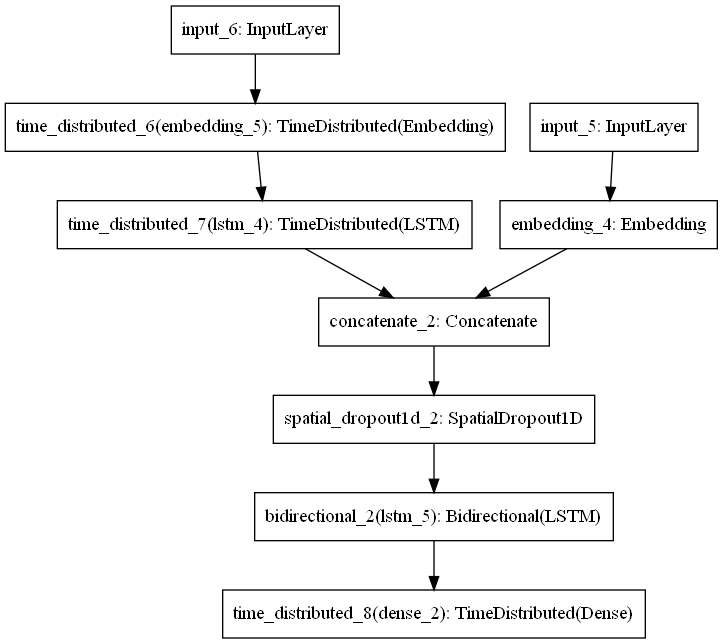 input_6: InputLayer
time_distributed_6(embedding_5): TimeDistributed(Embedding)
input_5: InputLayer
time_distributed_7(lstm_4): TimeDistributed(LSTM)
embedding_4: Embedding
concatenate_2: Concatenate
spatial_dropout1d_2: SpatialDropout1D
bidirectional_2(lstm_5): Bidirectional(LSTM)
time_distributed_8(dense_2): TimeDistributed(Dense)